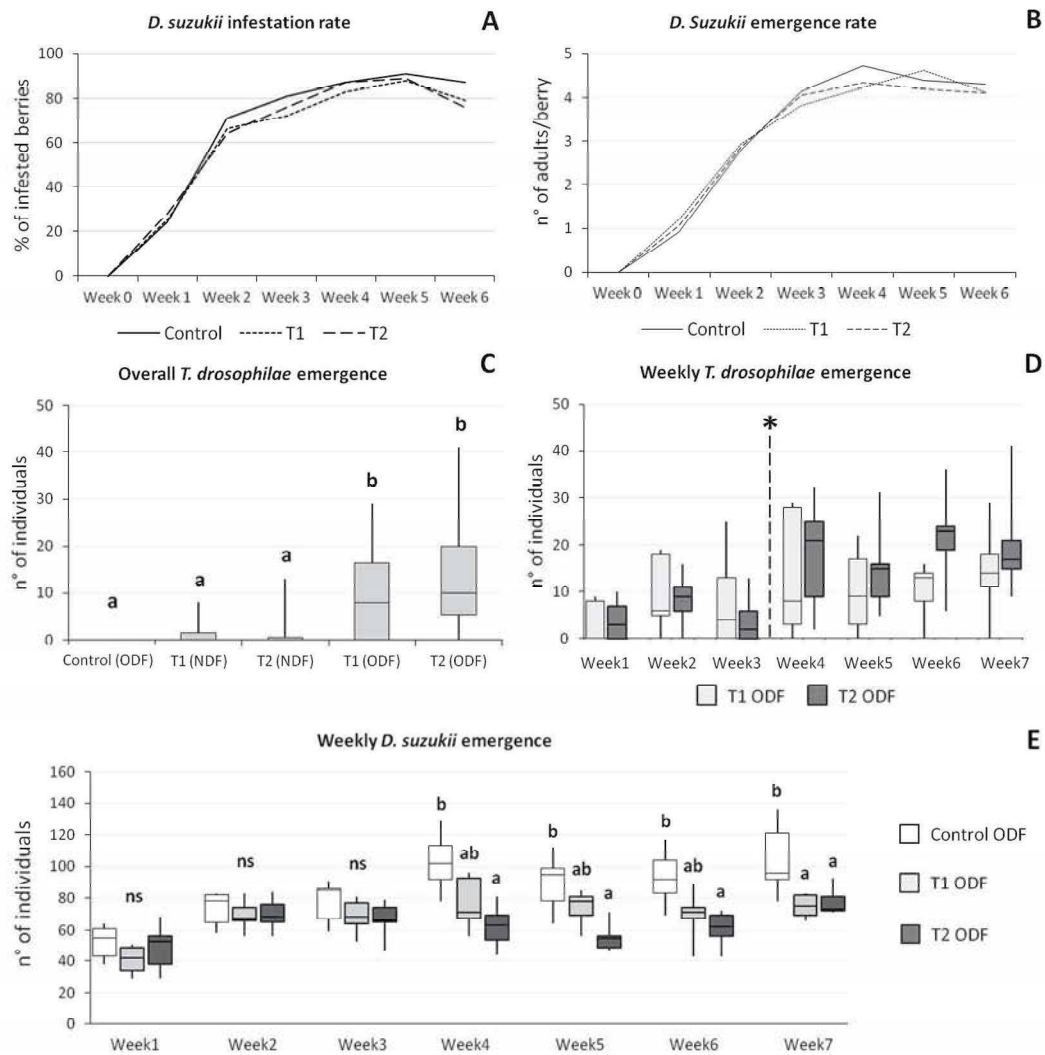 D. suzukii infestation rate
A
% of infested berries
100
80
60
40
20
0
Week 0 Week 1 Week 2 Week 3 Week 4 Week 5 Week 6
Control T1 T2
D. Suzukii emergence rate
B
n° of adults/berry
5
4
3
2
1
0
Week 0 Week 1 Week 2 Week 3 Week 4 Week 5 Week 6
Control T1 T2
Overall T. drosophilae emergence
C
n° of individuals
50
40
30
20
10
0
a a a b b
Control (ODF) T1 (NDF) T2 (NDF) T1 (ODF) T2 (ODF)
Weekly T. drosophilae emergence
D
n° of individuals
50
40
30
20
10
0
*
Week1 Week2 Week3 Week4 Week5 Week6 Week7
T1 ODF T2 ODF
Weekly D. suzukii emergence
E
n° of individuals
160
140
120
100
80
60
40
20
0
ns ns ns b ab a b ab a b ab a b a a
Week1 Week2 Week3 Week4 Week5 Week6 Week7
Control ODF
T1 ODF
T2 ODF